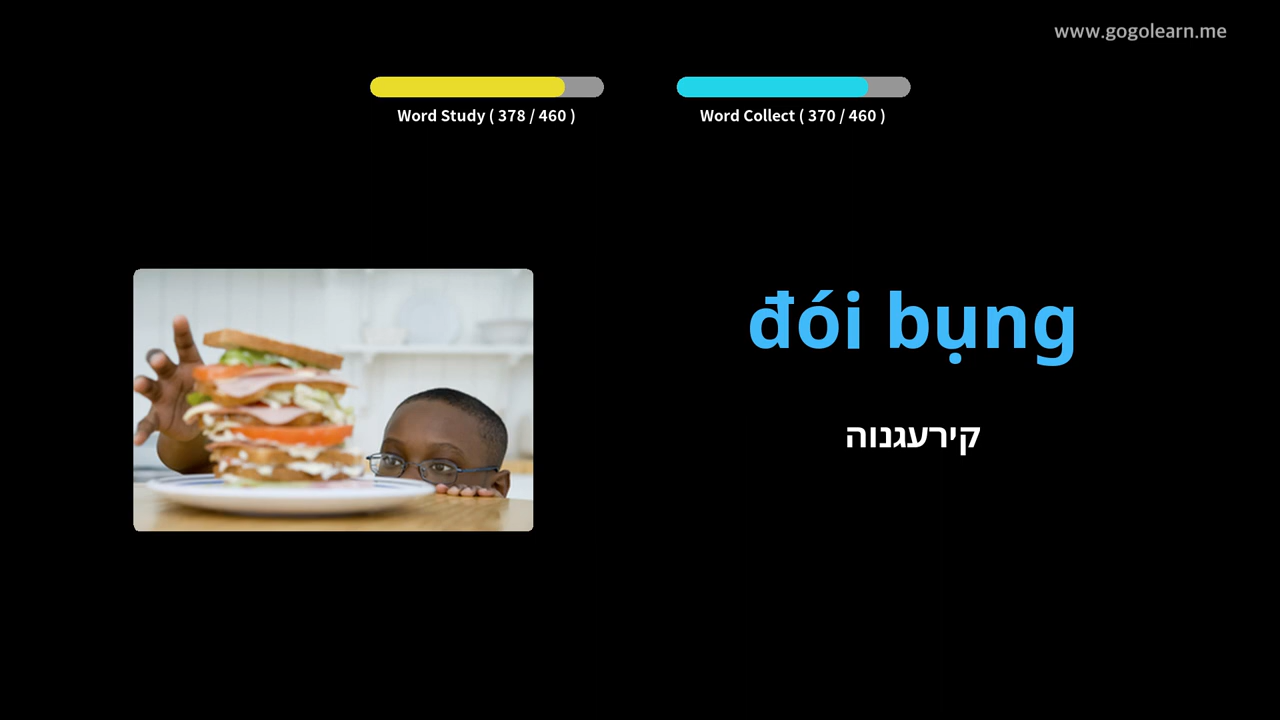 www.gogolearn.me
Word Study ( 378 / 460 )
Word Collect ( 370 / 460 )
đói bụng
קירעגנוה